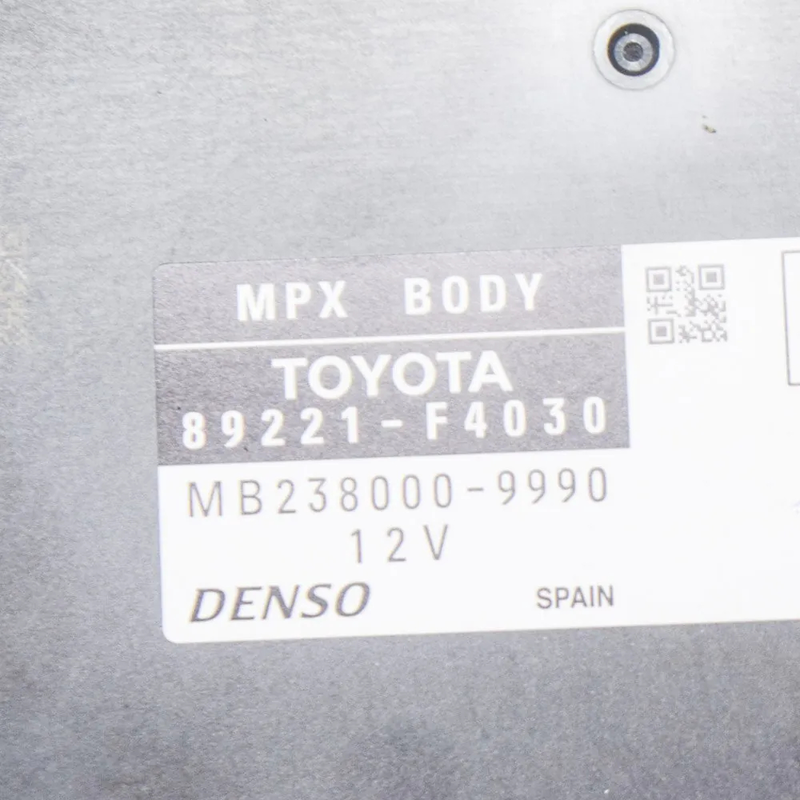 MPX BODY
TOYOTA
89221-F4030
MB238000-9990
12V
DENSO
SPAIN